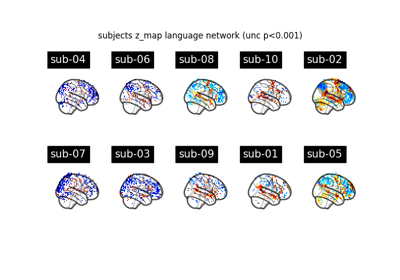 subjects z_map language network (unc p<0.001)
sub-04 sub-06 sub-08 sub-10 sub-02
sub-07 sub-03 sub-09 sub-01 sub-05